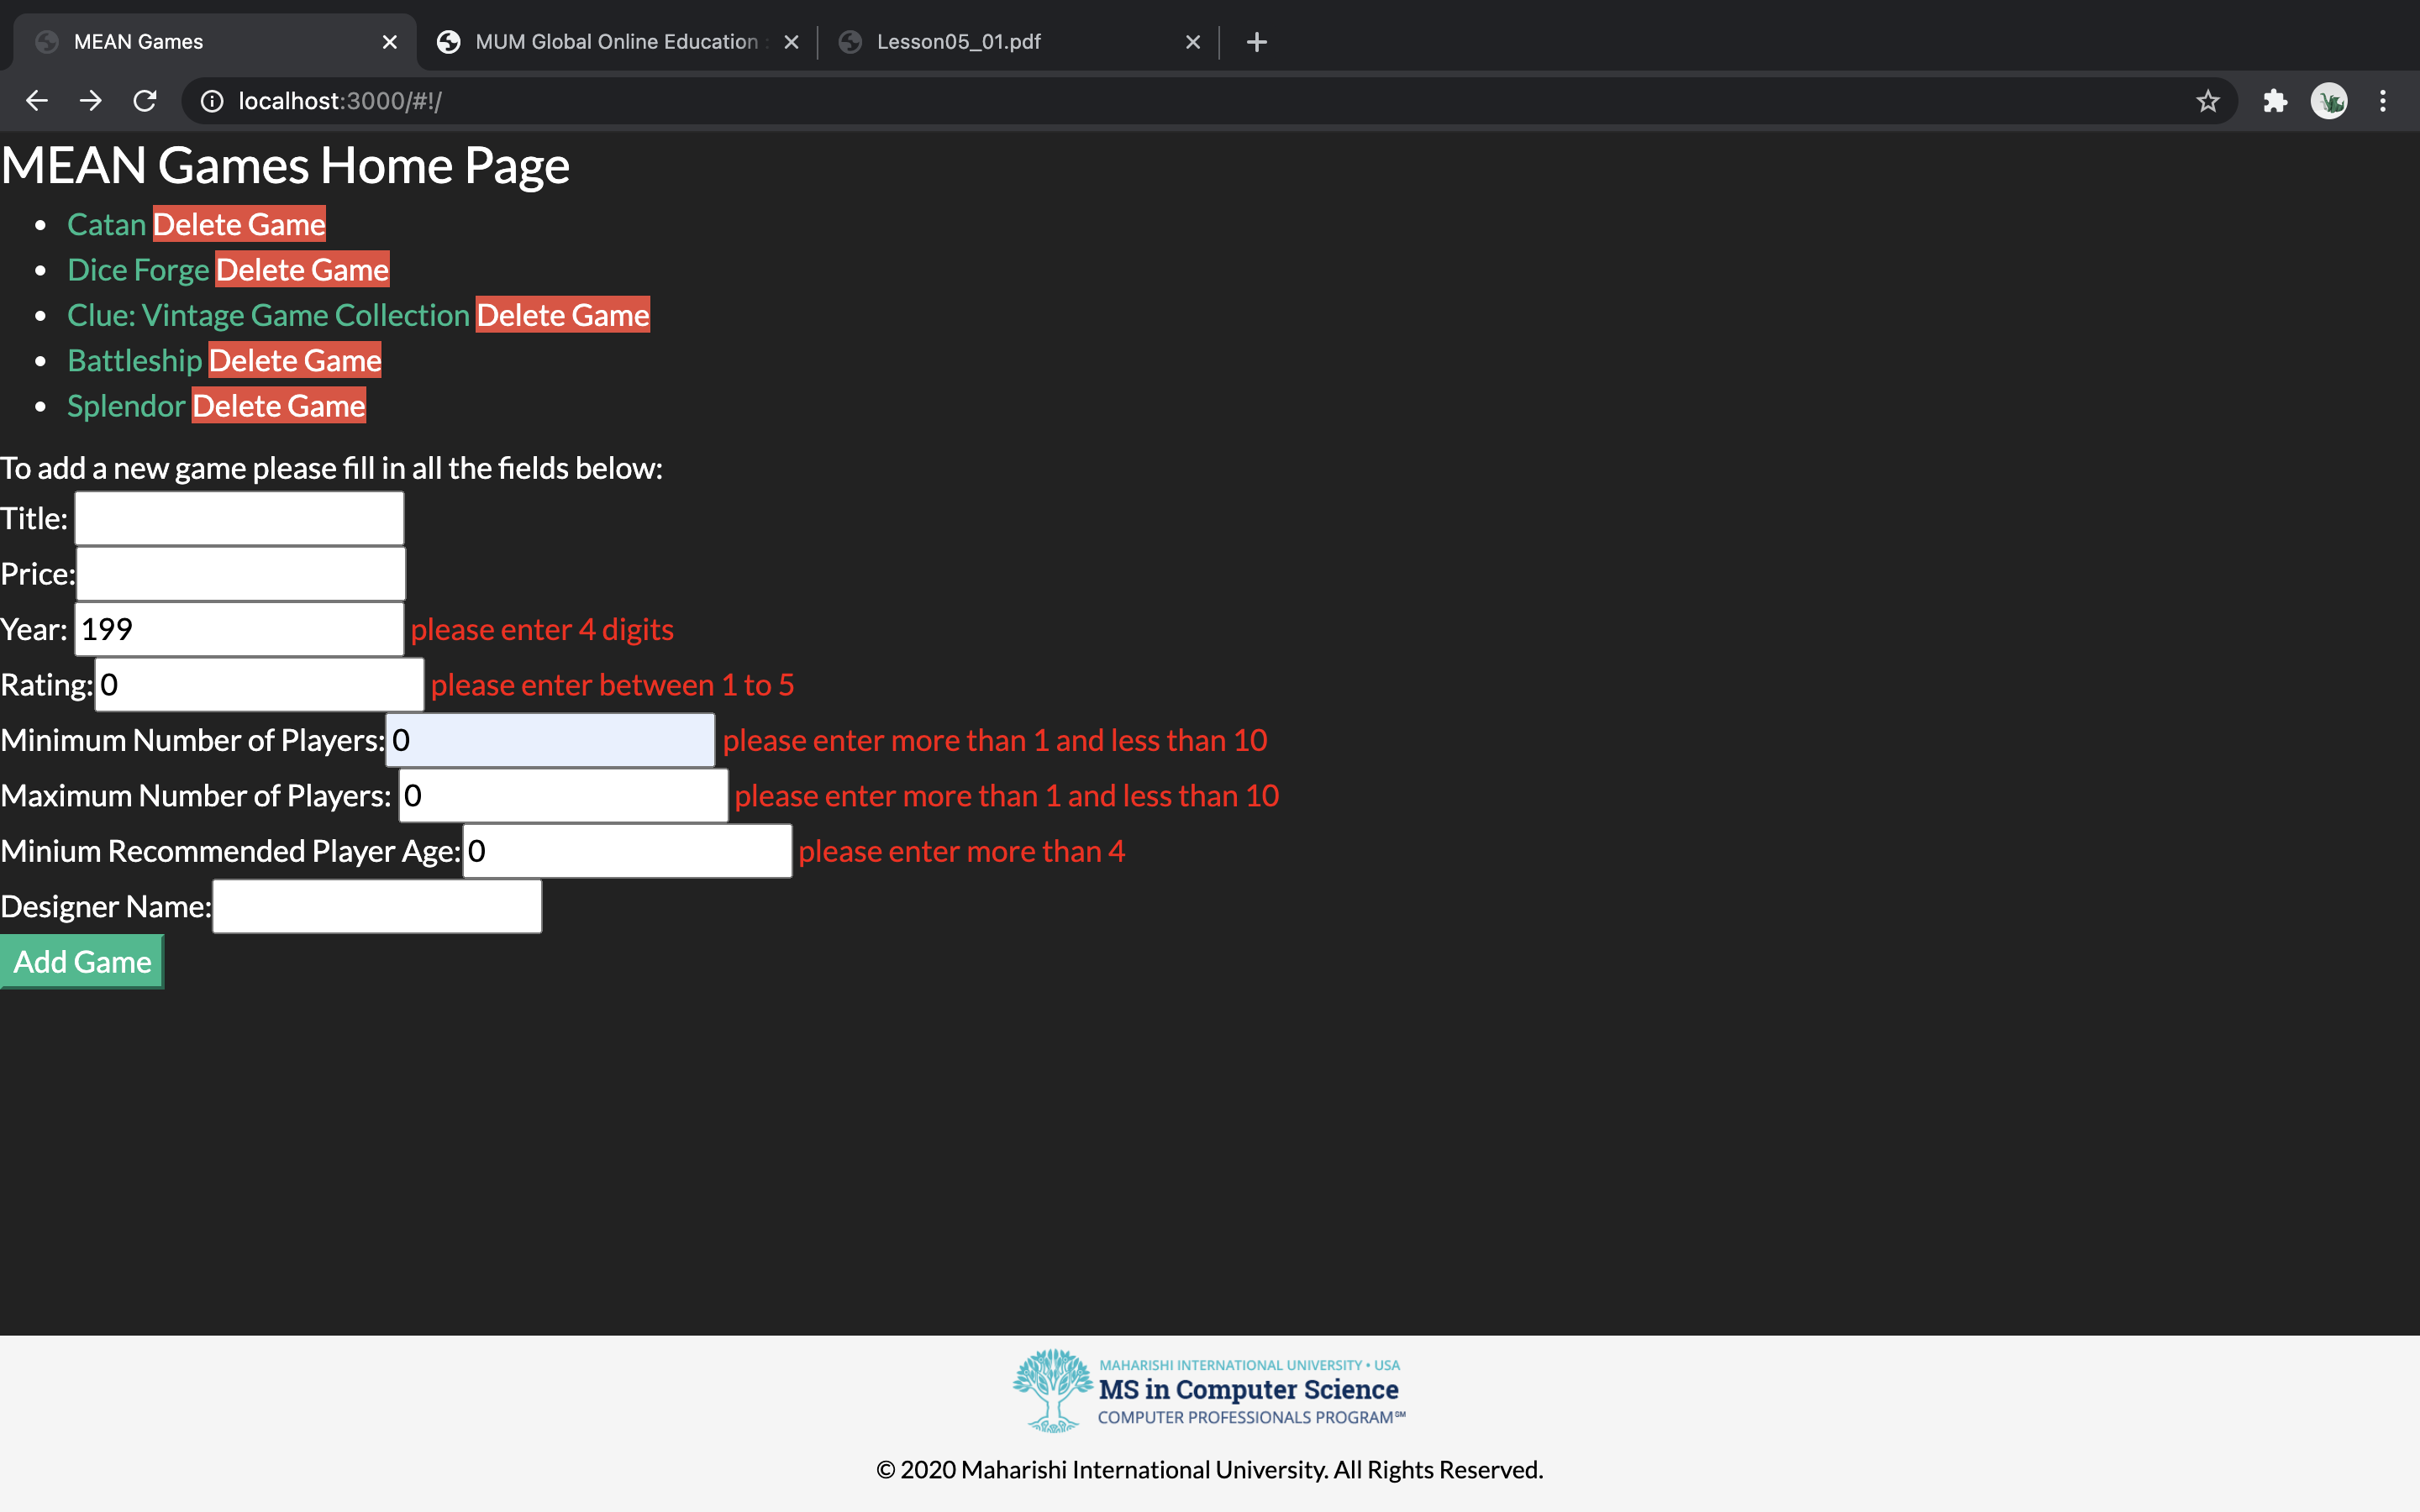 MEAN Games
MUM Global Online Education
Lesson05_01.pdf
localhost:3000/#!/
MEAN Games Home Page
Catan Delete Game
Dice Forge Delete Game
Clue: Vintage Game Collection Delete Game
Battleship Delete Game
Splendor Delete Game
To add a new game please fill in all the fields below:
Title:
Price:
Year: 199 please enter 4 digits
Rating: 0 please enter between 1 to 5
Minimum Number of Players: 0 please enter more than 1 and less than 10
Maximum Number of Players: 0 please enter more than 1 and less than 10
Minium Recommended Player Age: 0 please enter more than 4
Designer Name:
Add Game
MAHARISHI INTERNATIONAL UNIVERSITY • USA
MS in Computer Science
COMPUTER PROFESSIONALS PROGRAM℠
© 2020 Maharishi International University. All Rights Reserved.